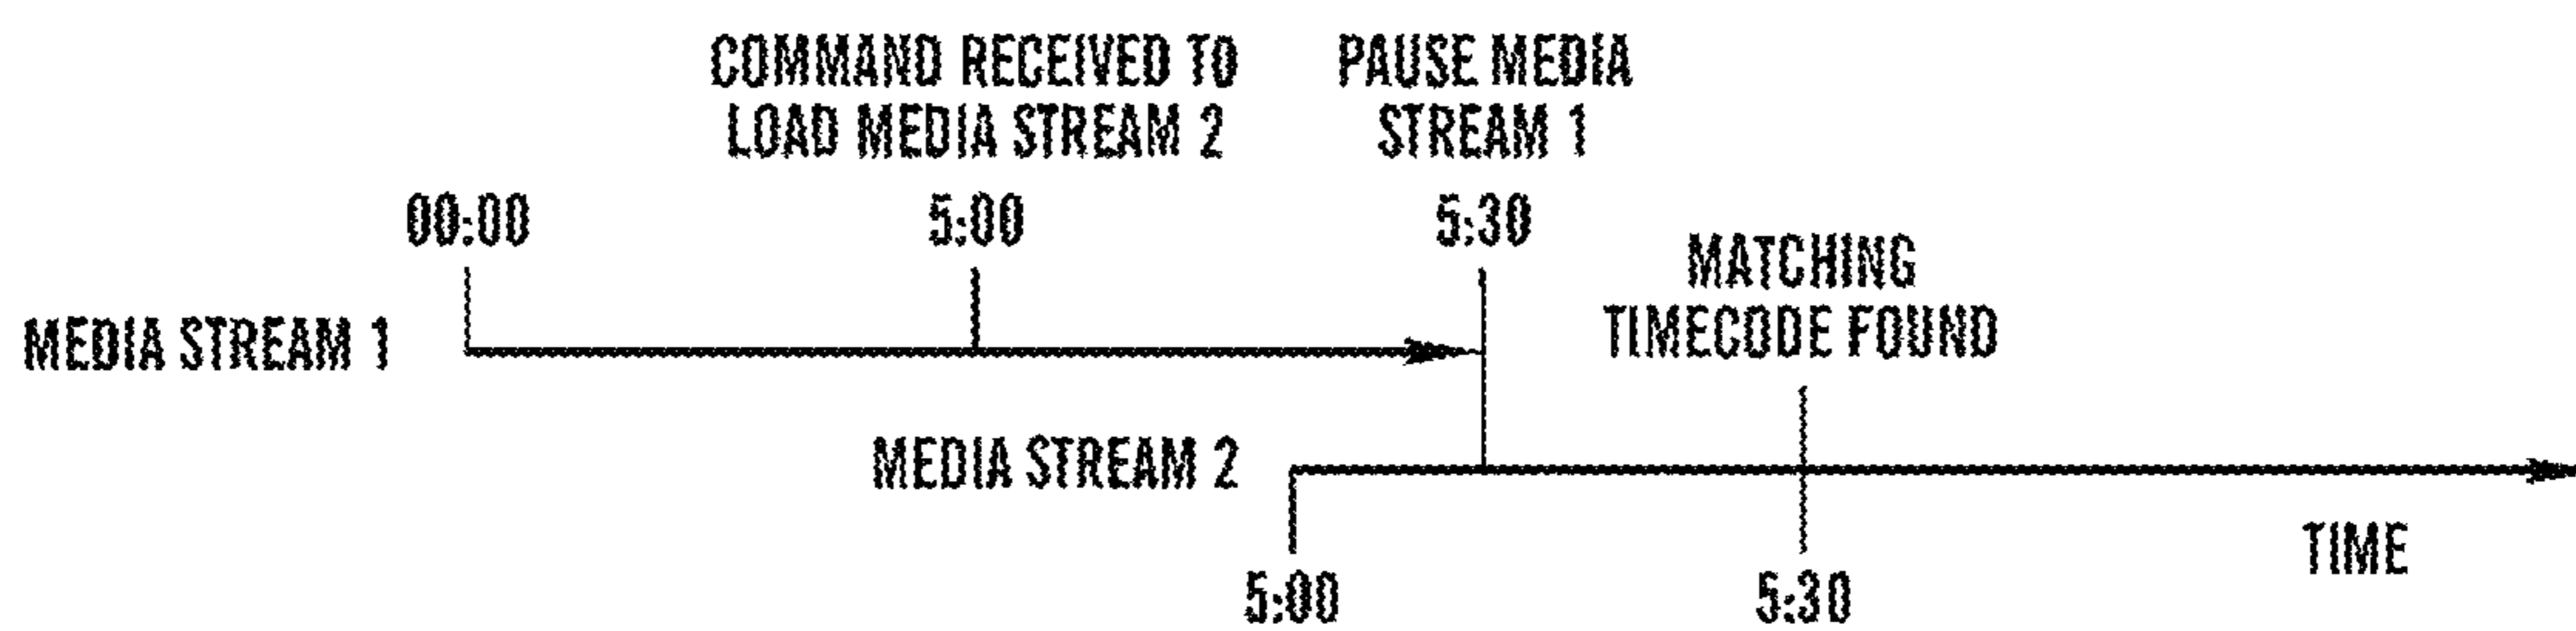 COMMAND RECEIVED TO
LOAD MEDIA STREAM 2
PAUSE MEDIA
STREAM 1
00:00
5:00
5:30
MATCHING
TIMECODE FOUND
MEDIA STREAM 1
MEDIA STREAM 2
TIME
5:00
5:30